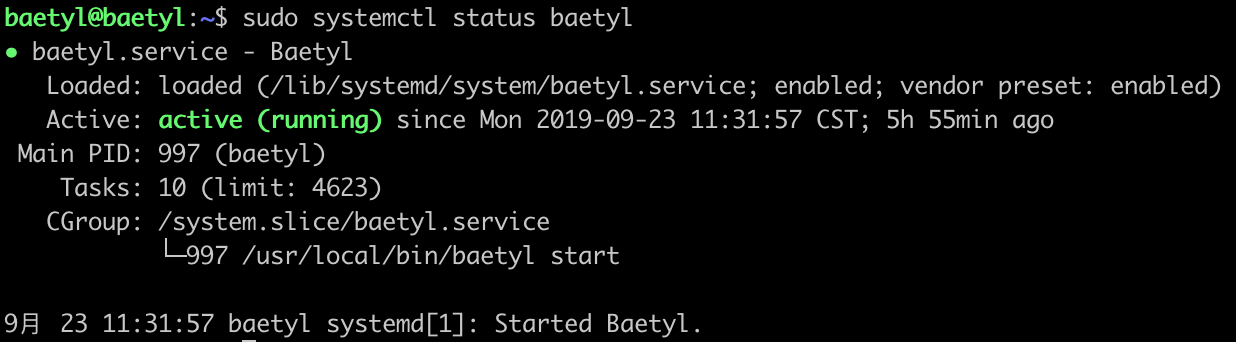 baetyl@baetyl:~$ sudo systemctl status baetyl
● baetyl.service - Baetyl
   Loaded: loaded (/lib/systemd/system/baetyl.service; enabled; vendor preset: enabled)
   Active: active (running) since Mon 2019-09-23 11:31:57 CST; 5h 55min ago
 Main PID: 997 (baetyl)
    Tasks: 10 (limit: 4623)
   CGroup: /system.slice/baetyl.service
           └─997 /usr/local/bin/baetyl start

9月 23 11:31:57 baetyl systemd[1]: Started Baetyl.